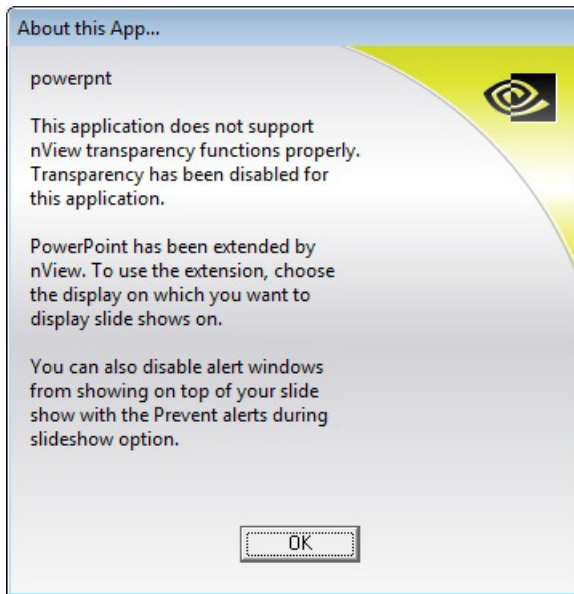 About this App...
powerpnt
This application does not support
nView transparency functions properly.
Transparency has been disabled for
this application.
PowerPoint has been extended by
nView. To use the extension, choose
the display on which you want to
display slide shows on.
You can also disable alert windows
from showing on top of your slide
show with the Prevent alerts during
slideshow option.
OK